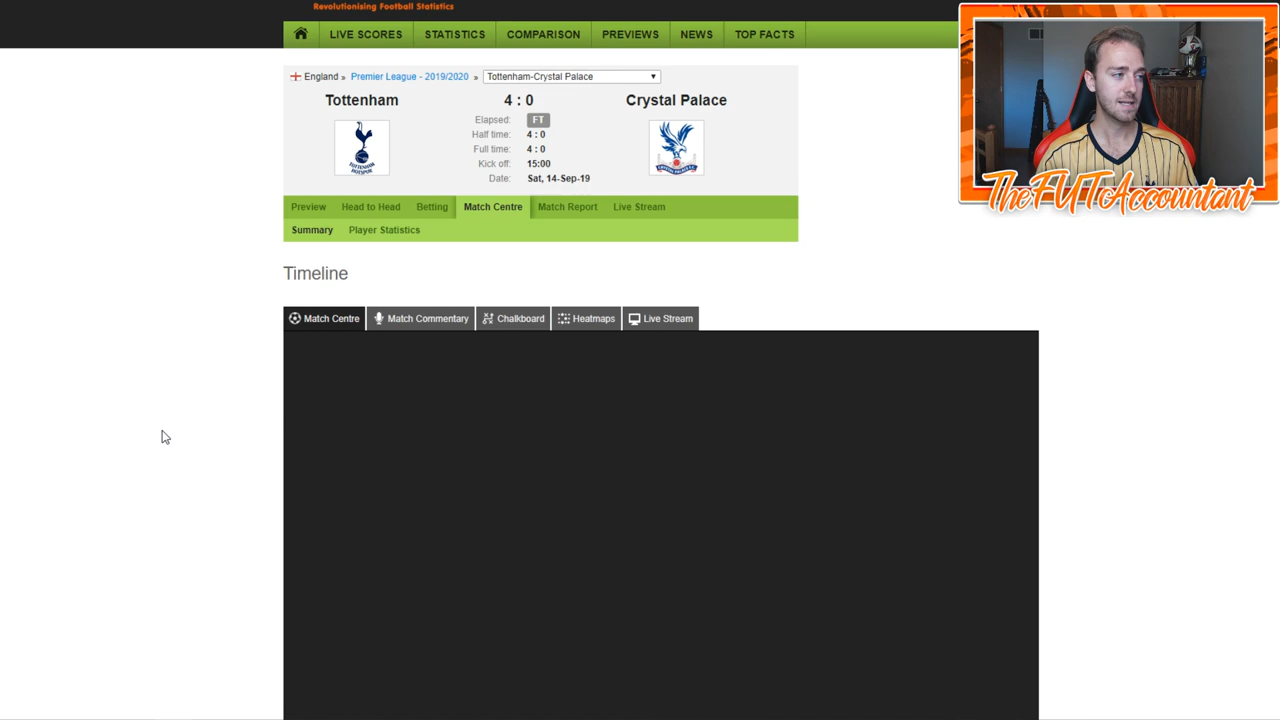 Revolutionising Football Statistics
LIVE SCORES STATISTICS COMPARISON PREVIEWS NEWS TOP FACTS
England » Premier League - 2019/2020 » Tottenham-Crystal Palace
Tottenham 4 : 0 Crystal Palace
Elapsed: FT
Half time: 4 : 0
Full time: 4 : 0
Kick off: 15:00
Date: Sat, 14-Sep-19
TOTTENHAM HOTSPUR
Preview Head to Head Betting Match Centre Match Report Live Stream
Summary Player Statistics
Timeline
Match Centre Match Commentary Chalkboard Heatmaps Live Stream
TheFUTAccountant